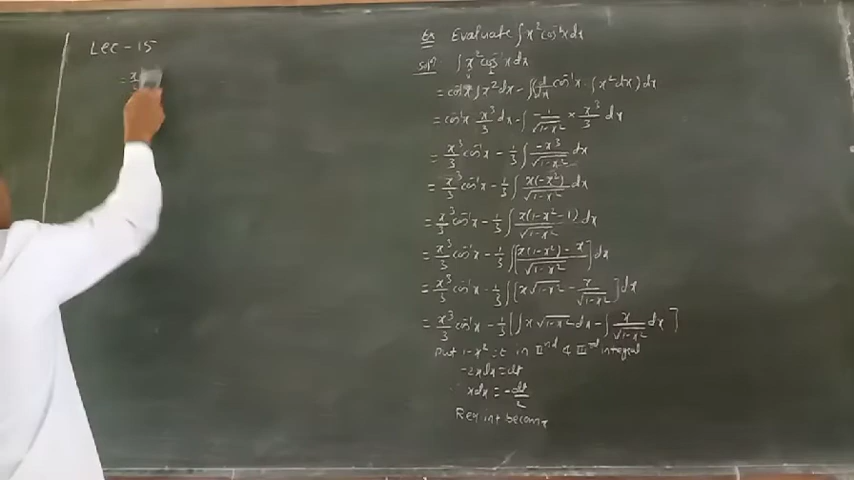 Lec - 15
= x
Ex Evaluate ∫x² cos⁻¹x dx
Solⁿ ∫x² cos⁻¹x dx
= cos⁻¹x ∫x² dx - ∫(d/dx cos⁻¹x · ∫x² dx) dx
= cos⁻¹x x³/3 dx - ∫ -1/√(1-x²) × x³/3 dx
= x³/3 cos⁻¹x - 1/3 ∫ -x³/√(1-x²) dx
= x³/3 cos⁻¹x - 1/3 ∫ x(-x²)/√(1-x²) dx
= x³/3 cos⁻¹x - 1/3 ∫ x(1-x²-1)/√(1-x²) dx
= x³/3 cos⁻¹x - 1/3 ∫[x(1-x²) - x/√(1-x²)] dx
= x³/3 cos⁻¹x - 1/3 ∫[x√(1-x²) - x/√(1-x²)] dx
= x³/3 cos⁻¹x - 1/3 [∫x√(1-x²) dx - ∫ x/√(1-x²) dx]
Put 1-x² = t in IInd & IIIrd integral
-2x dx = dt
∴ x dx = -dt/2
Req int become